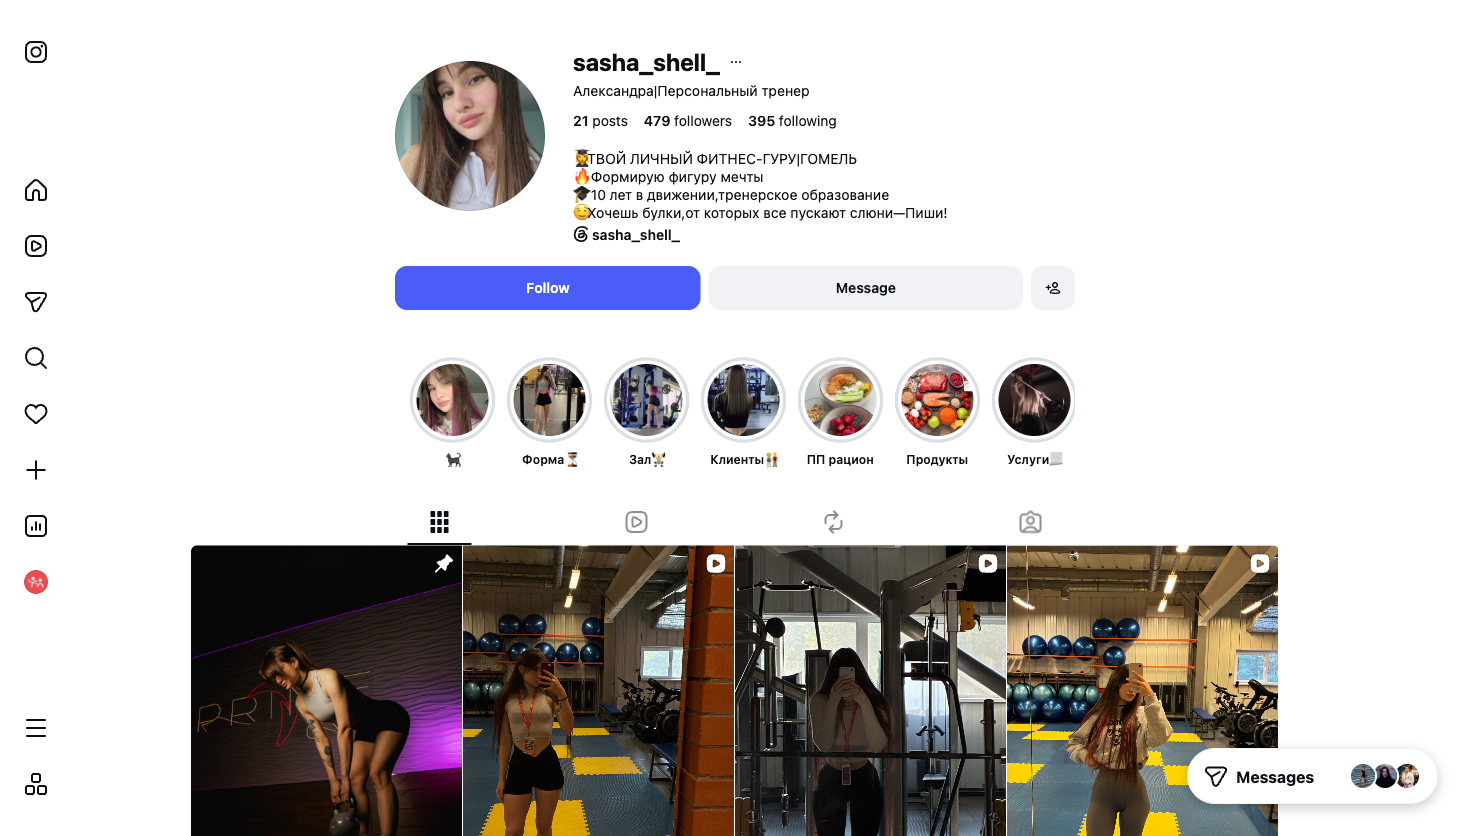 sasha_shell_ ...
Александра|Персональный тренер
21 posts 479 followers 395 following
👩‍🎓ТВОЙ ЛИЧНЫЙ ФИТНЕС-ГУРУ|ГОМЕЛЬ
🔥Формирую фигуру мечты
🎓10 лет в движении,тренерское образование
🤤Хочешь булки,от которых все пускают слюни—Пиши!
sasha_shell_
Follow Message
🐈‍⬛ Форма⏳ Зал🏋️‍♀️ Клиенты👫 ПП рацион Продукты Услуги📃
Messages